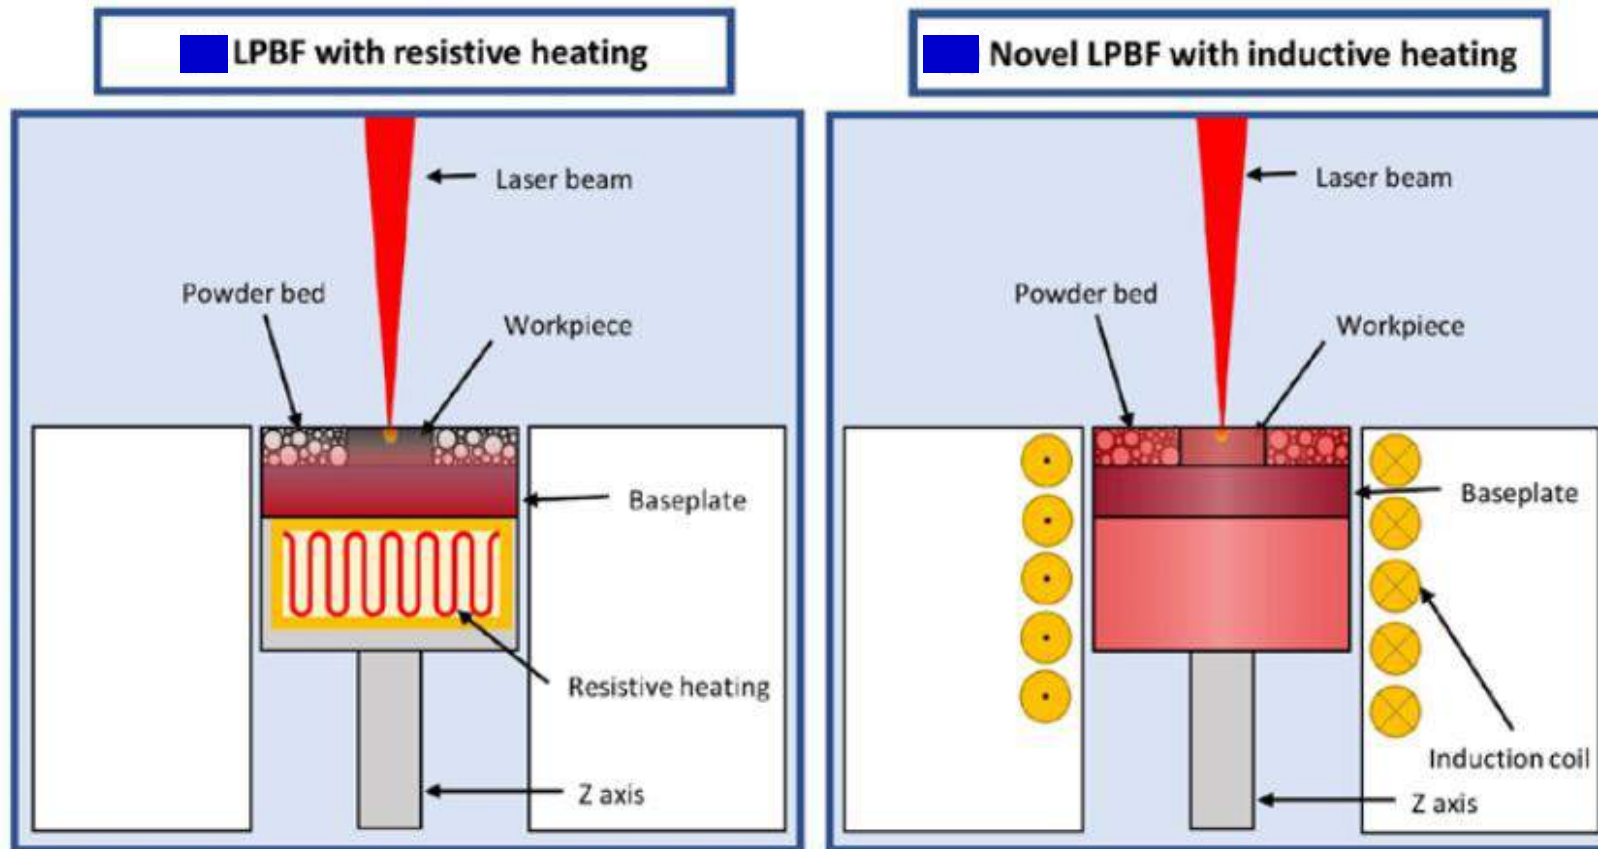 LPBF with resistive heating
Laser beam
Powder bed
Workpiece
Baseplate
Resistive heating
Z axis
Novel LPBF with inductive heating
Laser beam
Powder bed
Workpiece
Baseplate
Induction coil
Z axis